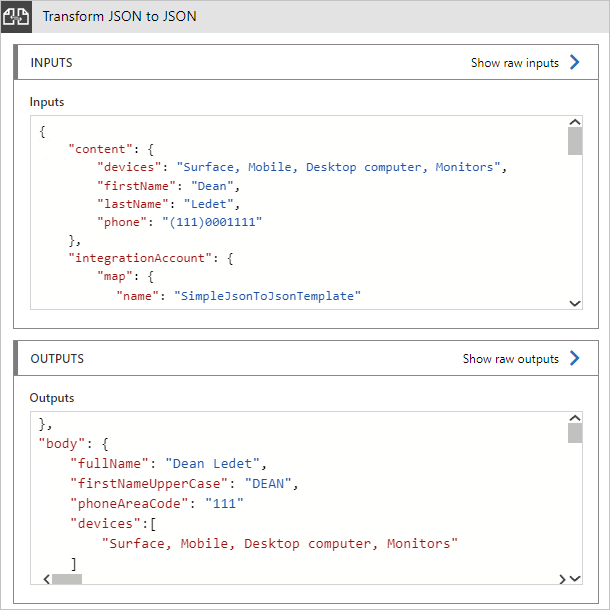 Transform JSON to JSON
INPUTS
Show raw inputs
Inputs
{
"content": {
"devices": "Surface, Mobile, Desktop computer, Monitors",
"firstName": "Dean",
"lastName": "Ledet",
"phone": "(111)0001111"
},
"integrationAccount": {
"map": {
"name": "SimpleJsonToJsonTemplate"
OUTPUTS
Show raw outputs
Outputs
},
"body": {
"fullName": "Dean Ledet",
"firstNameUpperCase": "DEAN",
"phoneAreaCode": "111"
"devices":[
"Surface, Mobile, Desktop computer, Monitors"
]